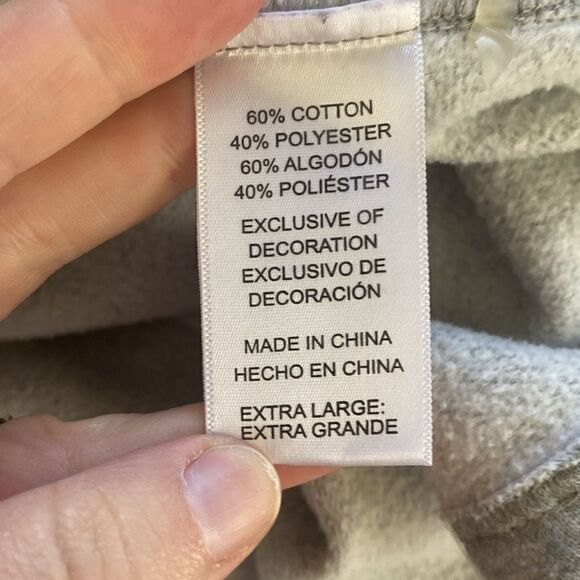 60% COTTON
40% POLYESTER
60% ALGODÓN
40% POLIÉSTER
EXCLUSIVE OF
DECORATION
EXCLUSIVO DE
DECORACIÓN
MADE IN CHINA
HECHO EN CHINA
EXTRA LARGE:
EXTRA GRANDE